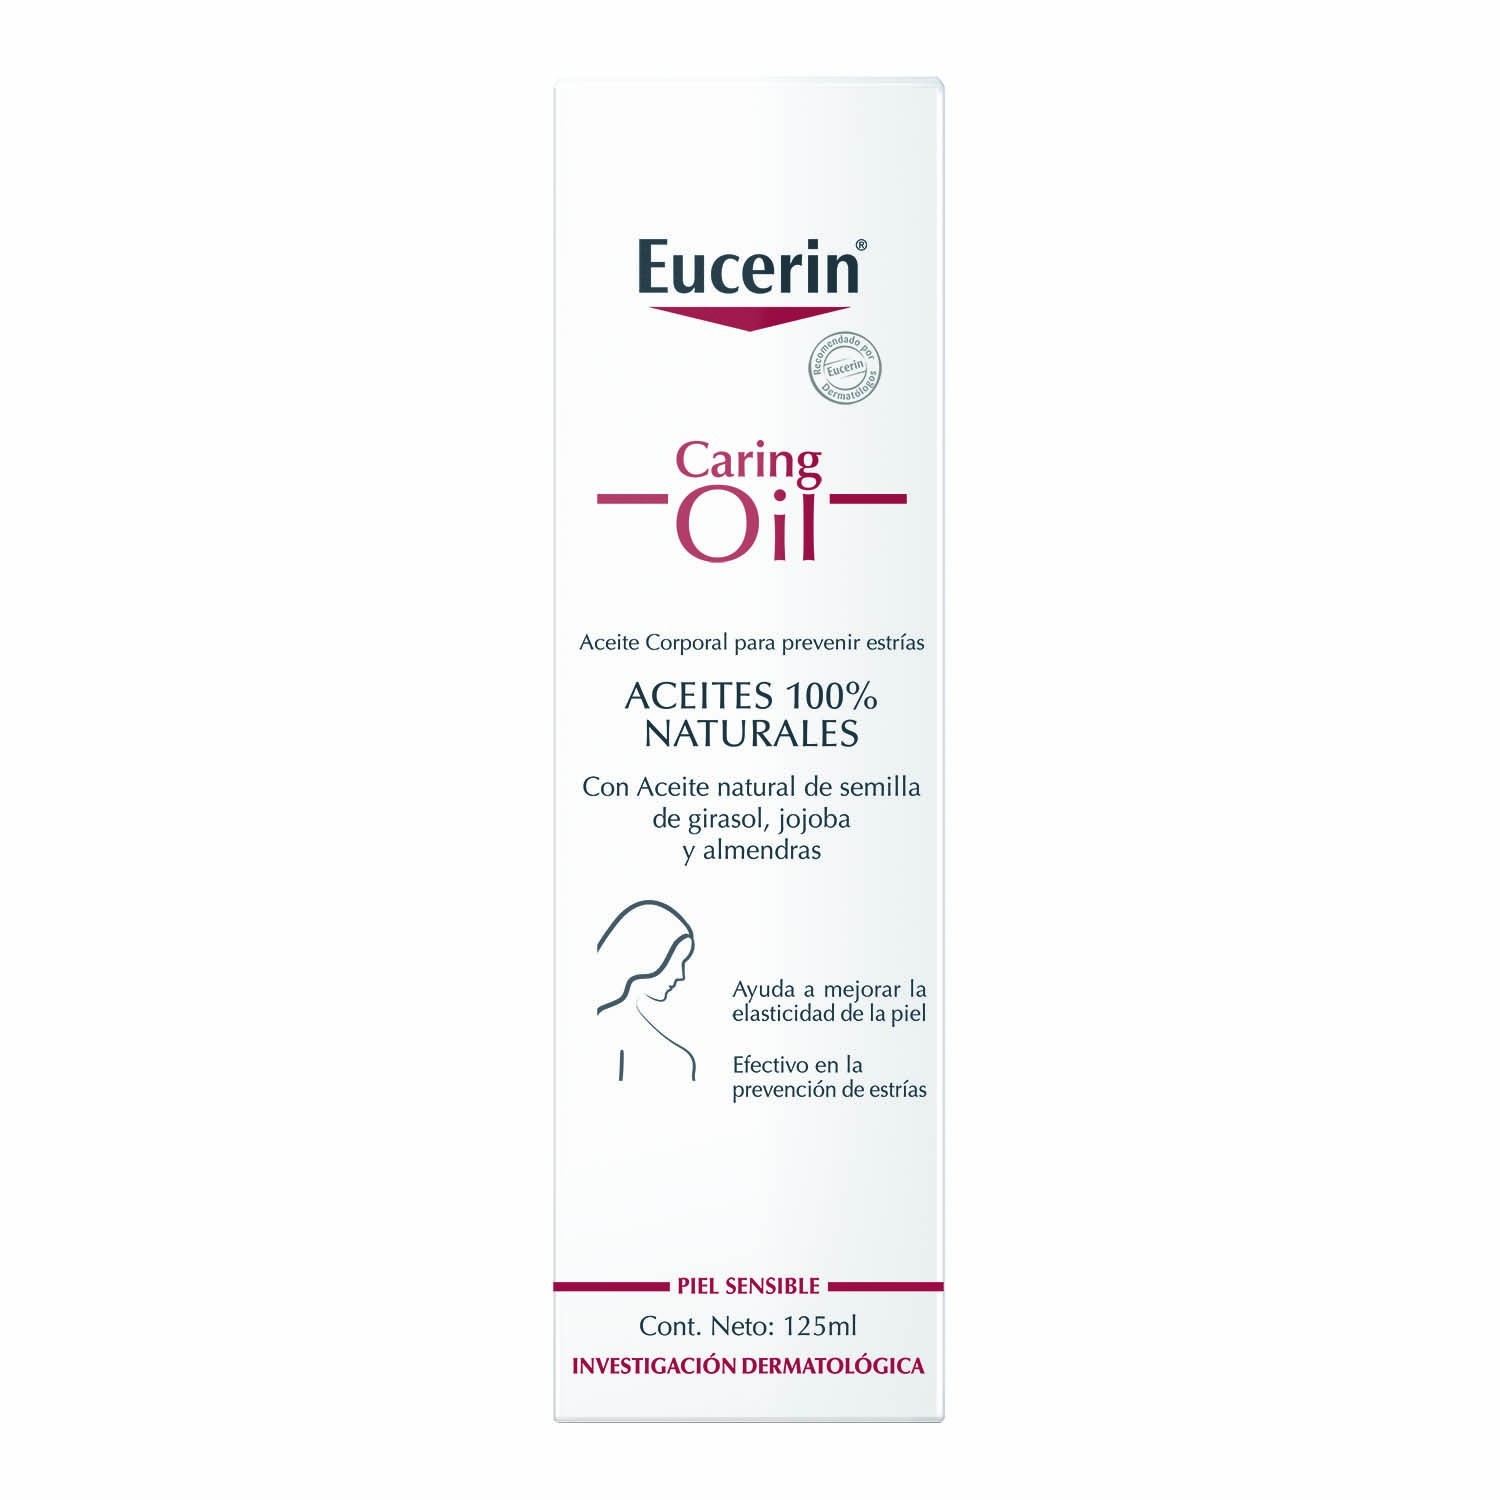 Eucerin®
Recomendado por
Eucerin
Dermatólogos
Caring
Oil
Aceite Corporal para prevenir estrías
ACEITES 100%
NATURALES
Con Aceite natural de semilla
de girasol, jojoba
y almendras
Ayuda a mejorar la
elasticidad de la piel
Efectivo en la
prevención de estrías
PIEL SENSIBLE
Cont. Neto: 125ml
INVESTIGACIÓN DERMATOLÓGICA